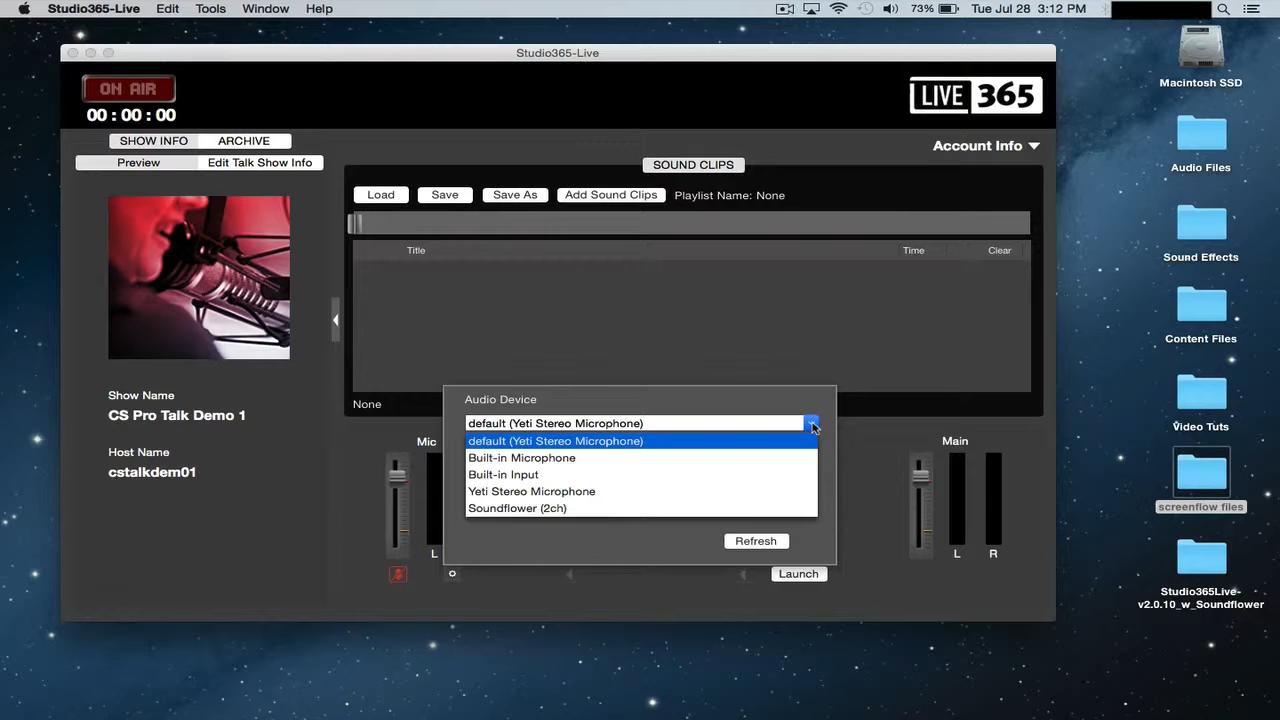 Studio365-Live Edit Tools Window Help 73% Tue Jul 28 3:12 PM
Studio365-Live
ON AIR
00:00:00
LIVE 365
SHOW INFO ARCHIVE
Account Info
Preview Edit Talk Show Info
SOUND CLIPS
Load Save Save As Add Sound Clips Playlist Name: None
Title Time Clear
None
Show Name
CS Pro Talk Demo 1
Host Name
cstalkdem01
Audio Device
default (Yeti Stereo Microphone)
default (Yeti Stereo Microphone)
Built-in Microphone
Built-in Input
Yeti Stereo Microphone
Soundflower (2ch)
Refresh
Mic
L
Main
L R
Launch
Macintosh SSD
Audio Files
Sound Effects
Content Files
Video Tuts
screenflow files
Studio365Live-
v2.0.10_w_Soundflower